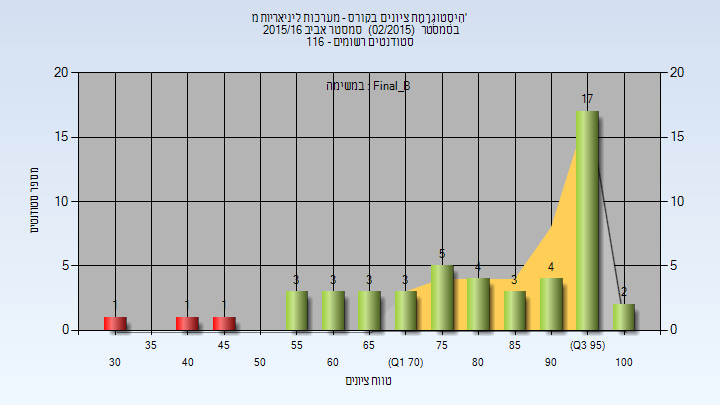 היסטוגרמת ציונים בקורס - מערכות ליניאריות מ'
בסמסטר (02/2015) סמסטר אביב 2015/16
סטודנטים רשומים - 116
במשימה : Final_B
מספר סטודנטים
20 20
15 15
10 10
5 5
0 0
1 1 1 3 3 3 3 5 4 3 4 17 2
35 45 55 65 75 85 (Q3 95)
30 40 50 60 (Q1 70) 80 90 100
טווח ציונים